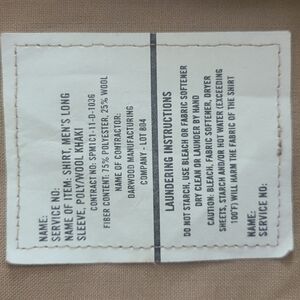 NAME:
SERVICE NO:
NAME OF ITEM: SHIRT, MEN'S LONG
SLEEVE, POLY/WOOL KHAKI
CONTRACT NO: SPM1C1-11-D-1036
FIBER CONTENT: 75% POLYESTER, 25% WOOL
NAME OF CONTRACTOR:
DARWOOD MANUFACTURING
COMPANY - LOT 804
LAUNDERING INSTRUCTIONS
DO NOT STARCH, USE BLEACH OR FABRIC SOFTENER
DRY CLEAN OR LAUNDER BY HAND
CAUTION: BLEACH, FABRIC SOFTENER, DRYER
SHEETS, STARCH AND/OR HOT WATER (EXCEEDING
100°F) WILL HARM THE FABRIC OF THE SHIRT
NAME:
SERVICE NO: